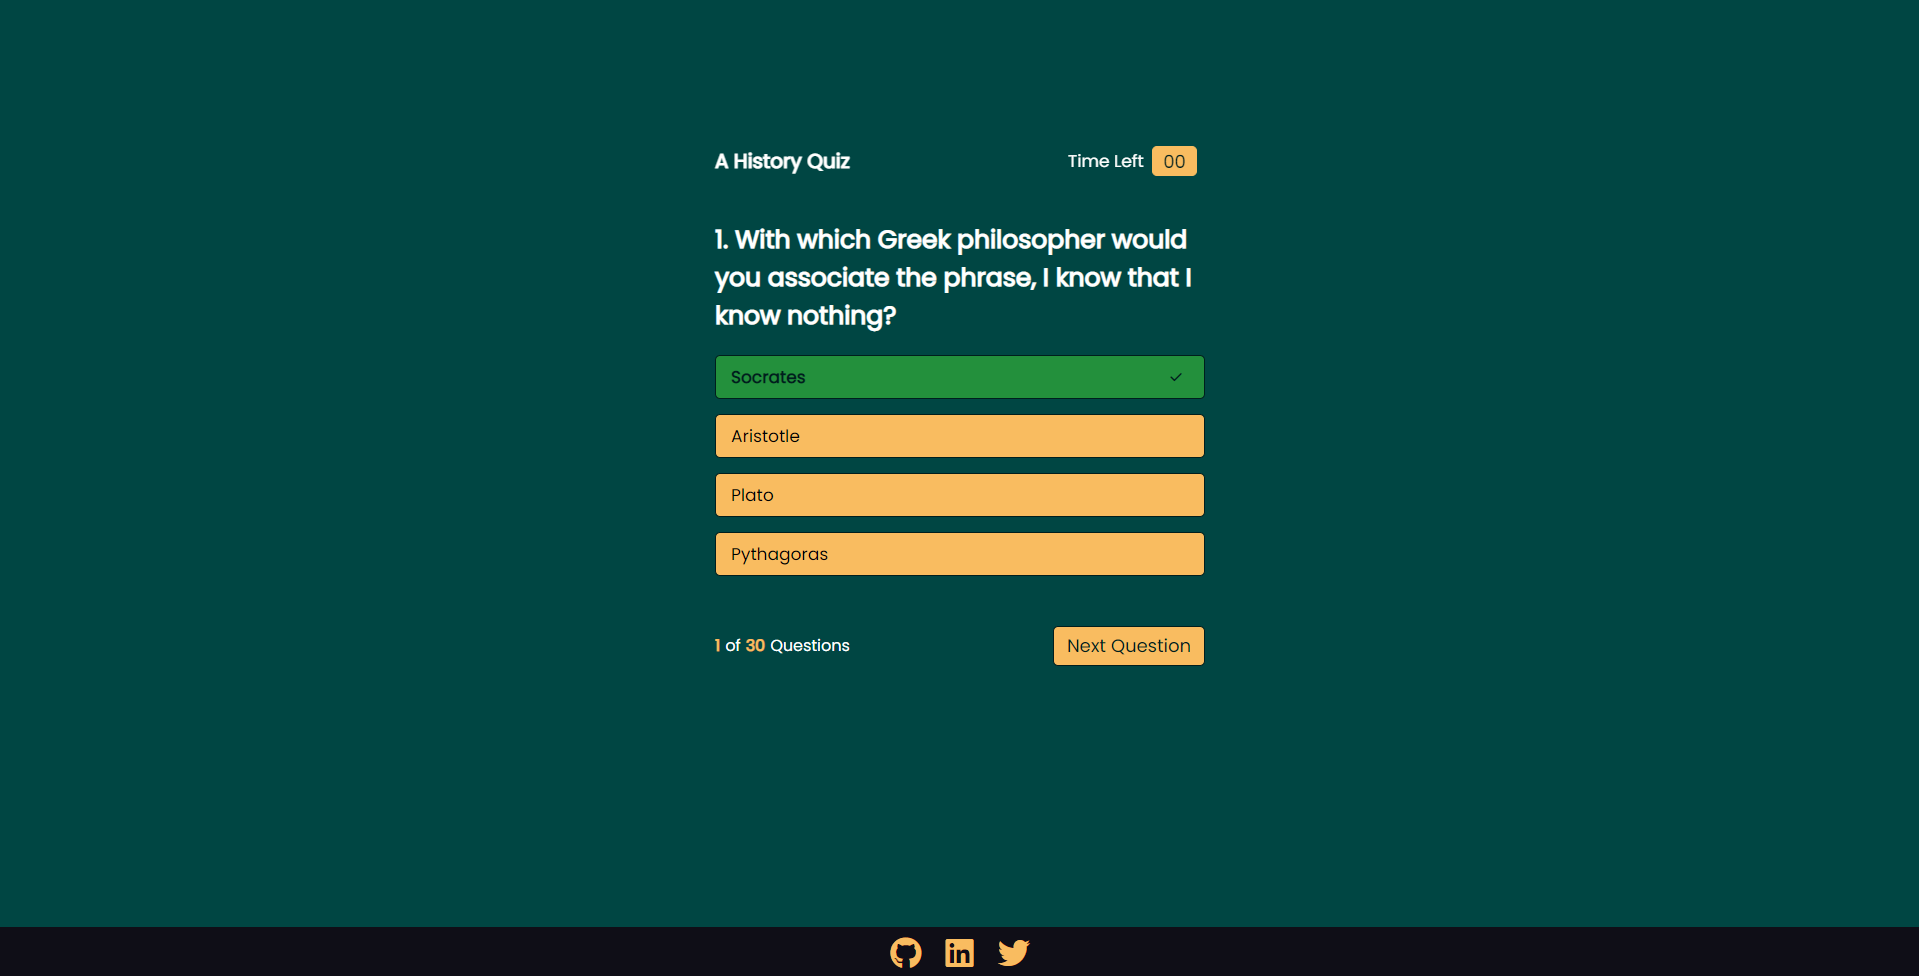 A History Quiz
Time Left 00
1. With which Greek philosopher would
you associate the phrase, I know that I
know nothing?
Socrates
Aristotle
Plato
Pythagoras
1 of 30 Questions
Next Question
in